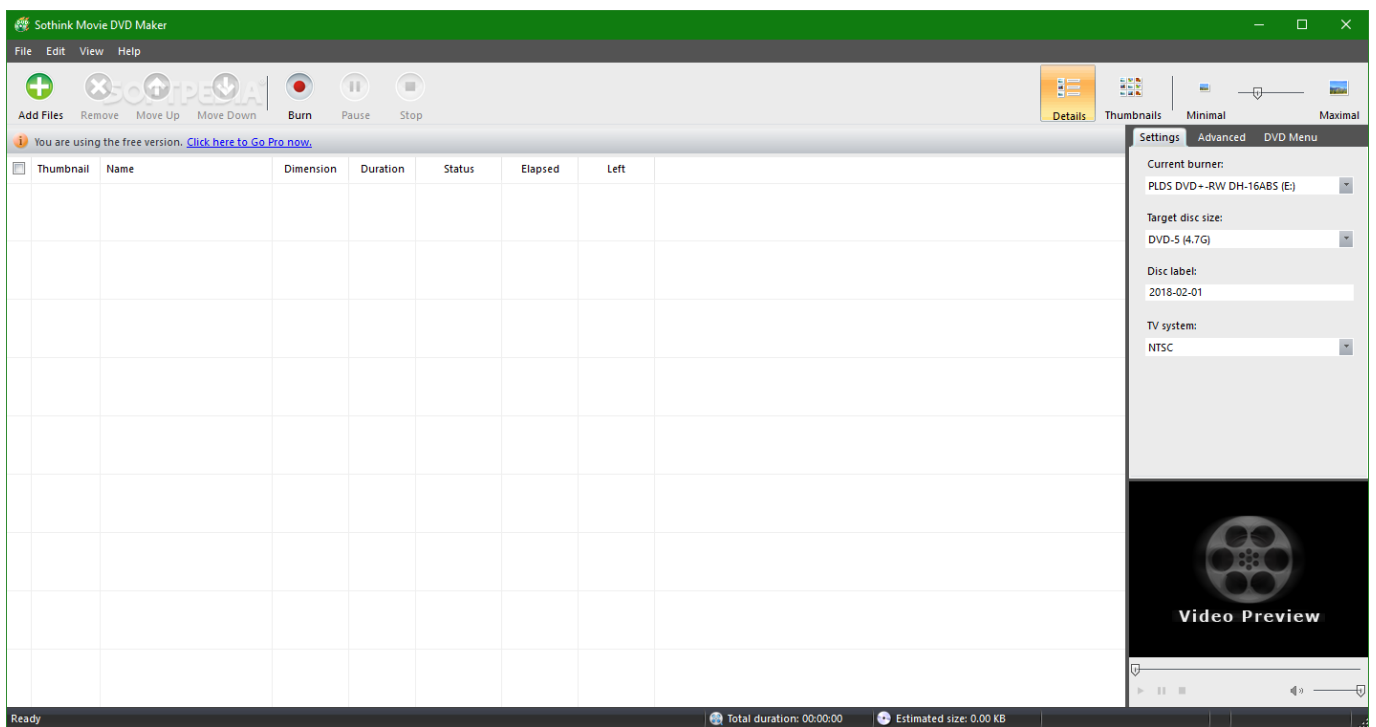 Sothink Movie DVD Maker
File Edit View Help
SOFTPEDIA
Add Files Remove Move Up Move Down Burn Pause Stop Details Thumbnails Minimal Maximal
i You are using the free version. Click here to Go Pro now.
Settings Advanced DVD Menu
Thumbnail Name Dimension Duration Status Elapsed Left
Current burner:
PLDS DVD+-RW DH-16ABS (E:)
Target disc size:
DVD-5 (4.7G)
Disc label:
2018-02-01
TV system:
NTSC
Video Preview
Ready Total duration: 00:00:00 Estimated size: 0.00 KB